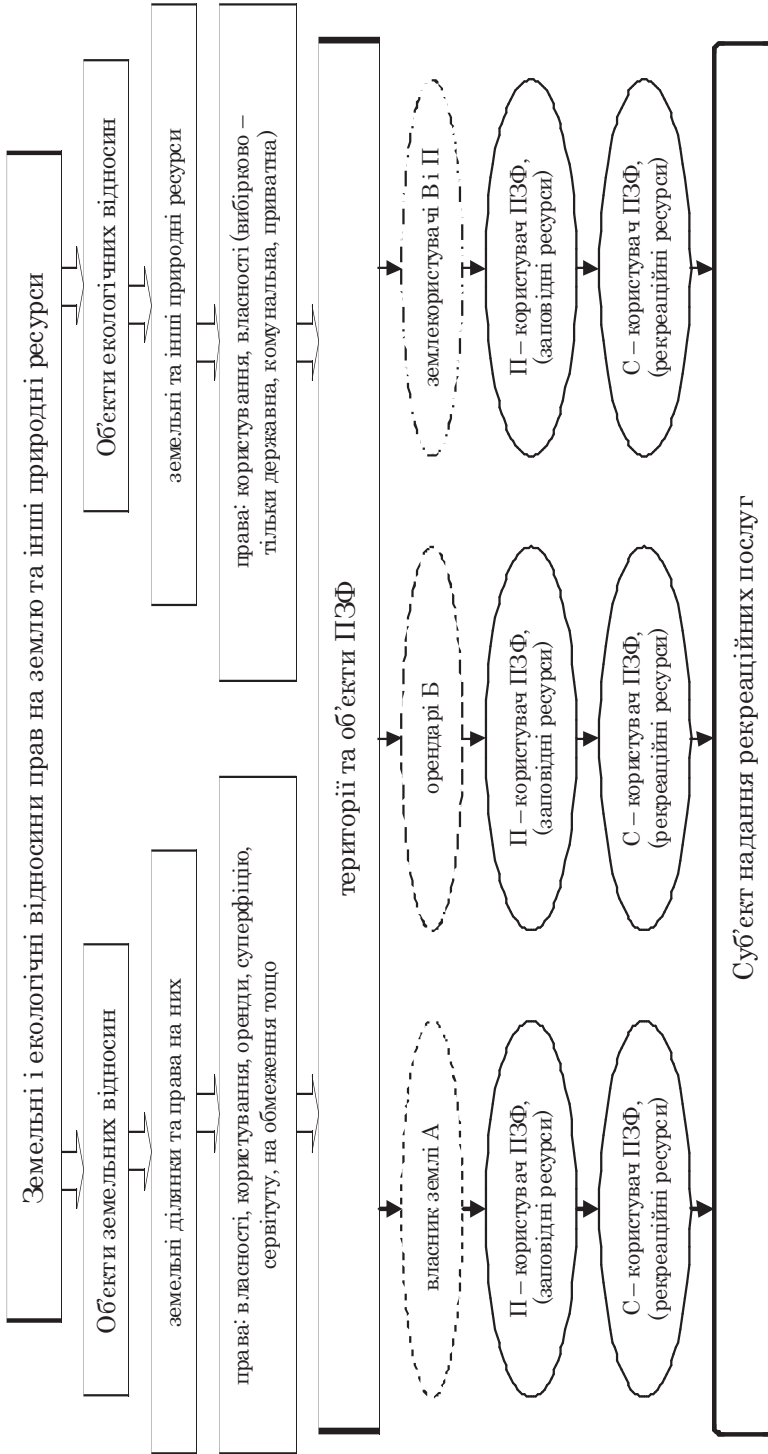 Земельні і екологічні відносини прав на землю та інші природні ресурси
Об'єкти земельних відносин
Об'єкти екологічних відносин
земельні ділянки та права на них
земельні та інші природні ресурси
права: власності, користування, оренди, суперфіцію,
сервітуту, на обмеження тощо
права: користування, власності (вибірково –
тільки державна, комунальна, приватна)
території та об'єкти ПЗФ
власник землі А
орендарі Б
землекористувачі В і П
П – користувач ПЗФ,
(заповідні ресурси)
П – користувач ПЗФ,
(заповідні ресурси)
П – користувач ПЗФ,
(заповідні ресурси)
С – користувач ПЗФ,
(рекреаційні ресурси)
С – користувач ПЗФ,
(рекреаційні ресурси)
С – користувач ПЗФ,
(рекреаційні ресурси)
Суб'єкт надання рекреаційних послуг